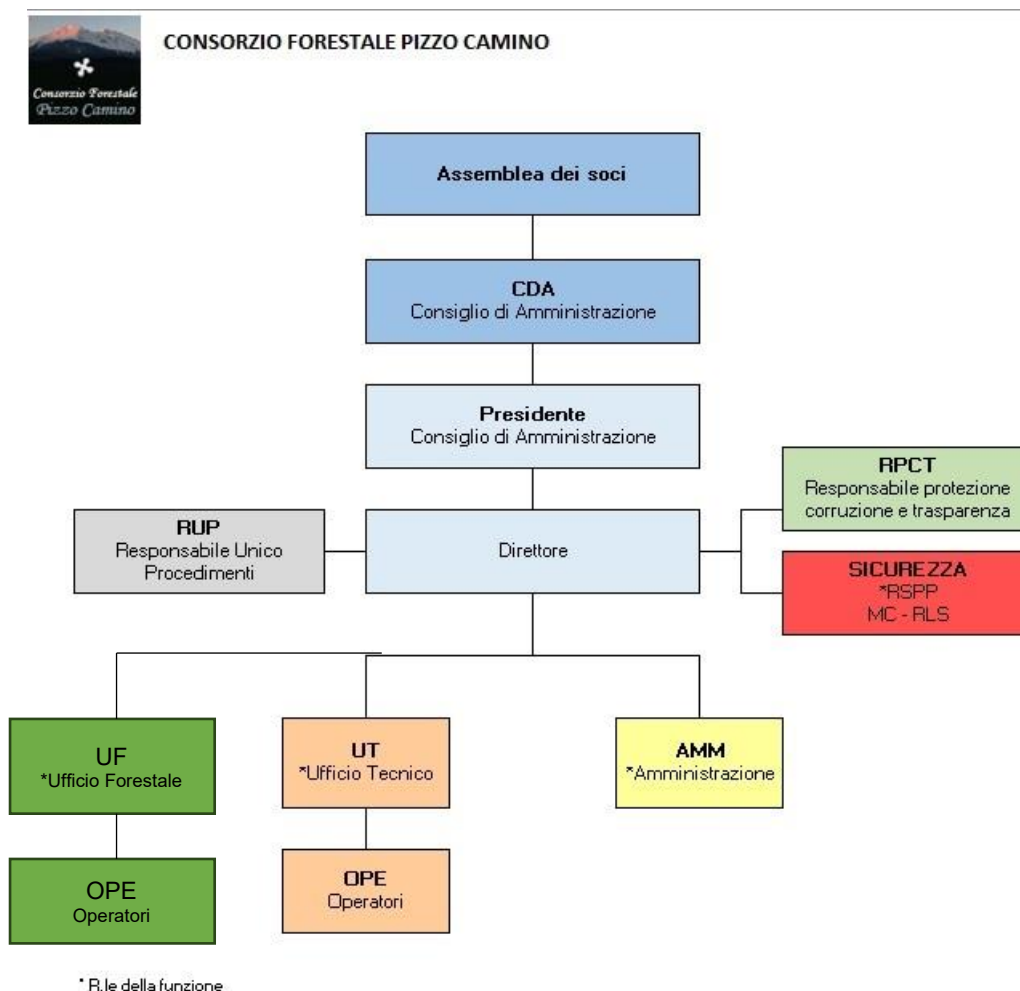 CONSORZIO FORESTALE PIZZO CAMINO
Consorzio Forestale
Pizzo Camino
Assemblea dei soci
CDA
Consiglio di Amministrazione
Presidente
Consiglio di Amministrazione
RPCT
Responsabile protezione
corruzione e trasparenza
RUP
Responsabile Unico
Procedimenti
Direttore
SICUREZZA
*RSPP
MC - RLS
UF
*Ufficio Forestale
UT
*Ufficio Tecnico
AMM
*Amministrazione
OPE
Operatori
OPE
Operatori
* R.le della funzione